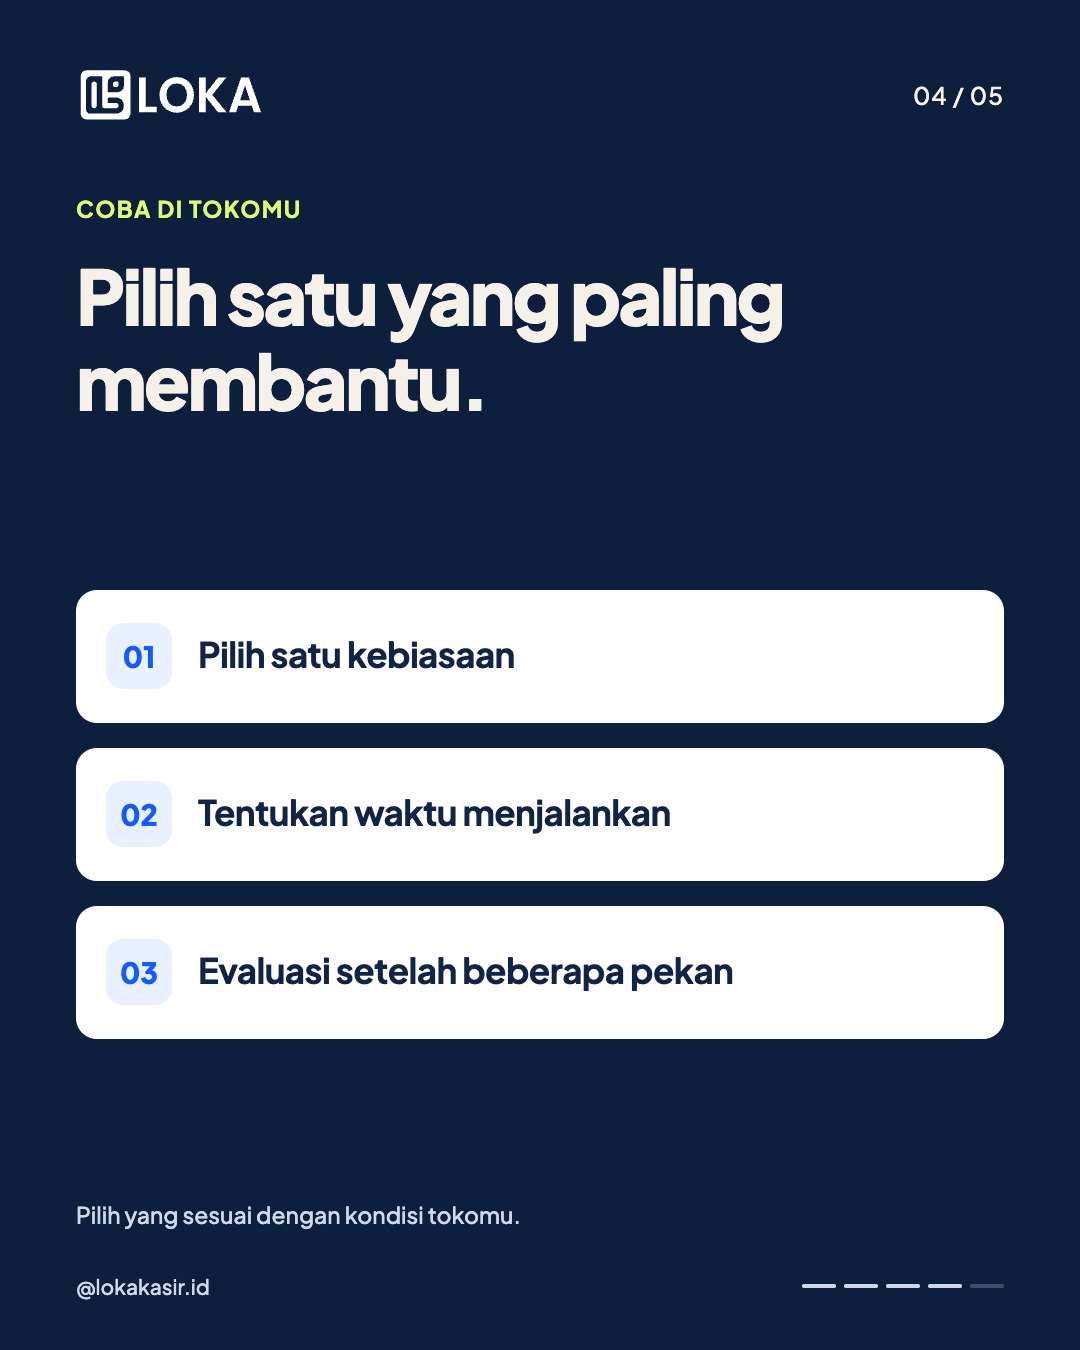 LOKA
04 / 05
COBA DI TOKOMU
Pilih satu yang paling
membantu.
01 Pilih satu kebiasaan
02 Tentukan waktu menjalankan
03 Evaluasi setelah beberapa pekan
Pilih yang sesuai dengan kondisi tokomu.
@lokakasir.id